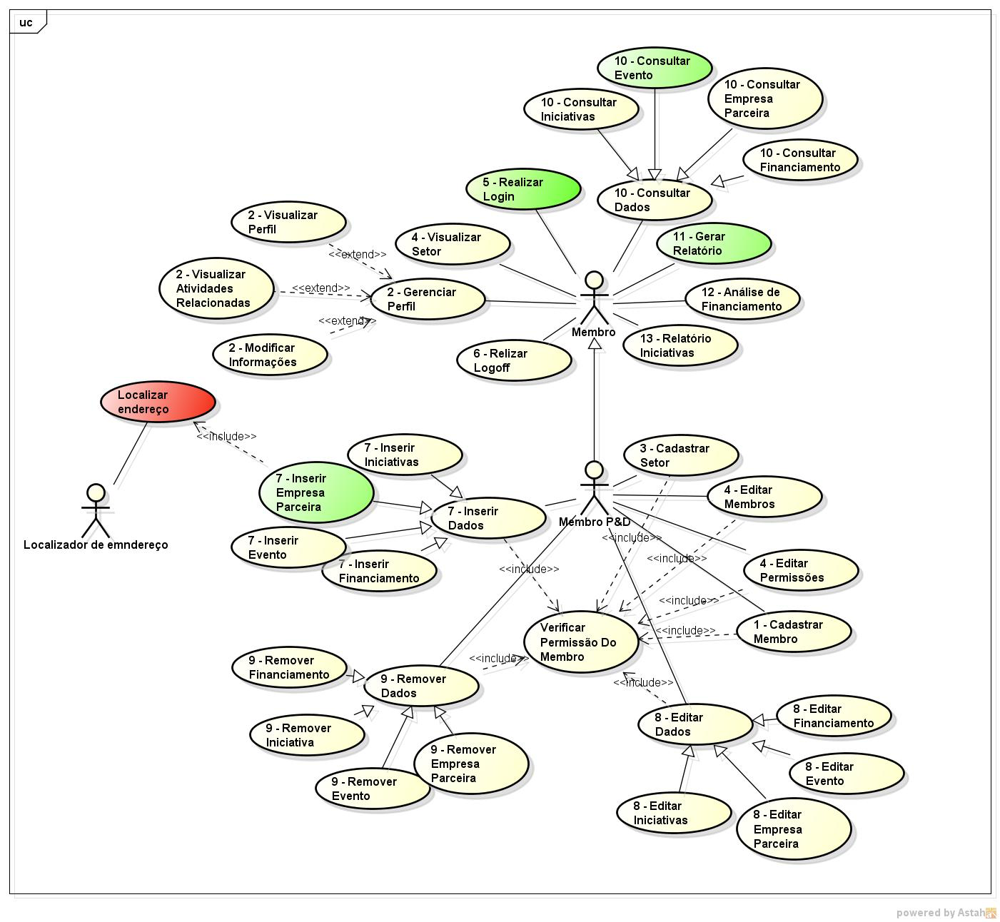 uc
10 - Consultar
Evento
10 - Consultar
Iniciativas
10 - Consultar
Empresa
Parceira
10 - Consultar
Financiamento
5 - Realizar
Login
10 - Consultar
Dados
2 - Visualizar
Perfil
4 - Visualizar
Setor
11 - Gerar
Relatório
<<extend>>
2 - Visualizar
Atividades
Relacionadas
<<extend>>
2 - Gerenciar
Perfil
12 - Análise de
Financiamento
<<extend>>
Membro
2 - Modificar
Informações
6 - Relizar
Logoff
13 - Relatório
Iniciativas
Localizar
endereço
<<include>>
7 - Inserir
Iniciativas
3 - Cadastrar
Setor
7 - Inserir
Empresa
Parceira
4 - Editar
Membros
7 - Inserir
Dados
Membro P&D
Localizador de emndereço
7 - Inserir
Evento
7 - Inserir
Financiamento
<<include>>
<<include>>
<<include>>
4 - Editar
Permissões
<<include>>
Verificar
Permissão Do
Membro
<<include>>
1 - Cadastrar
Membro
9 - Remover
Financiamento
<<include>>
9 - Remover
Dados
<<include>>
8 - Editar
Dados
8 - Editar
Financiamento
9 - Remover
Iniciativa
9 - Remover
Empresa
Parceira
8 - Editar
Evento
9 - Remover
Evento
8 - Editar
Iniciativas
8 - Editar
Empresa
Parceira
powered by Astah